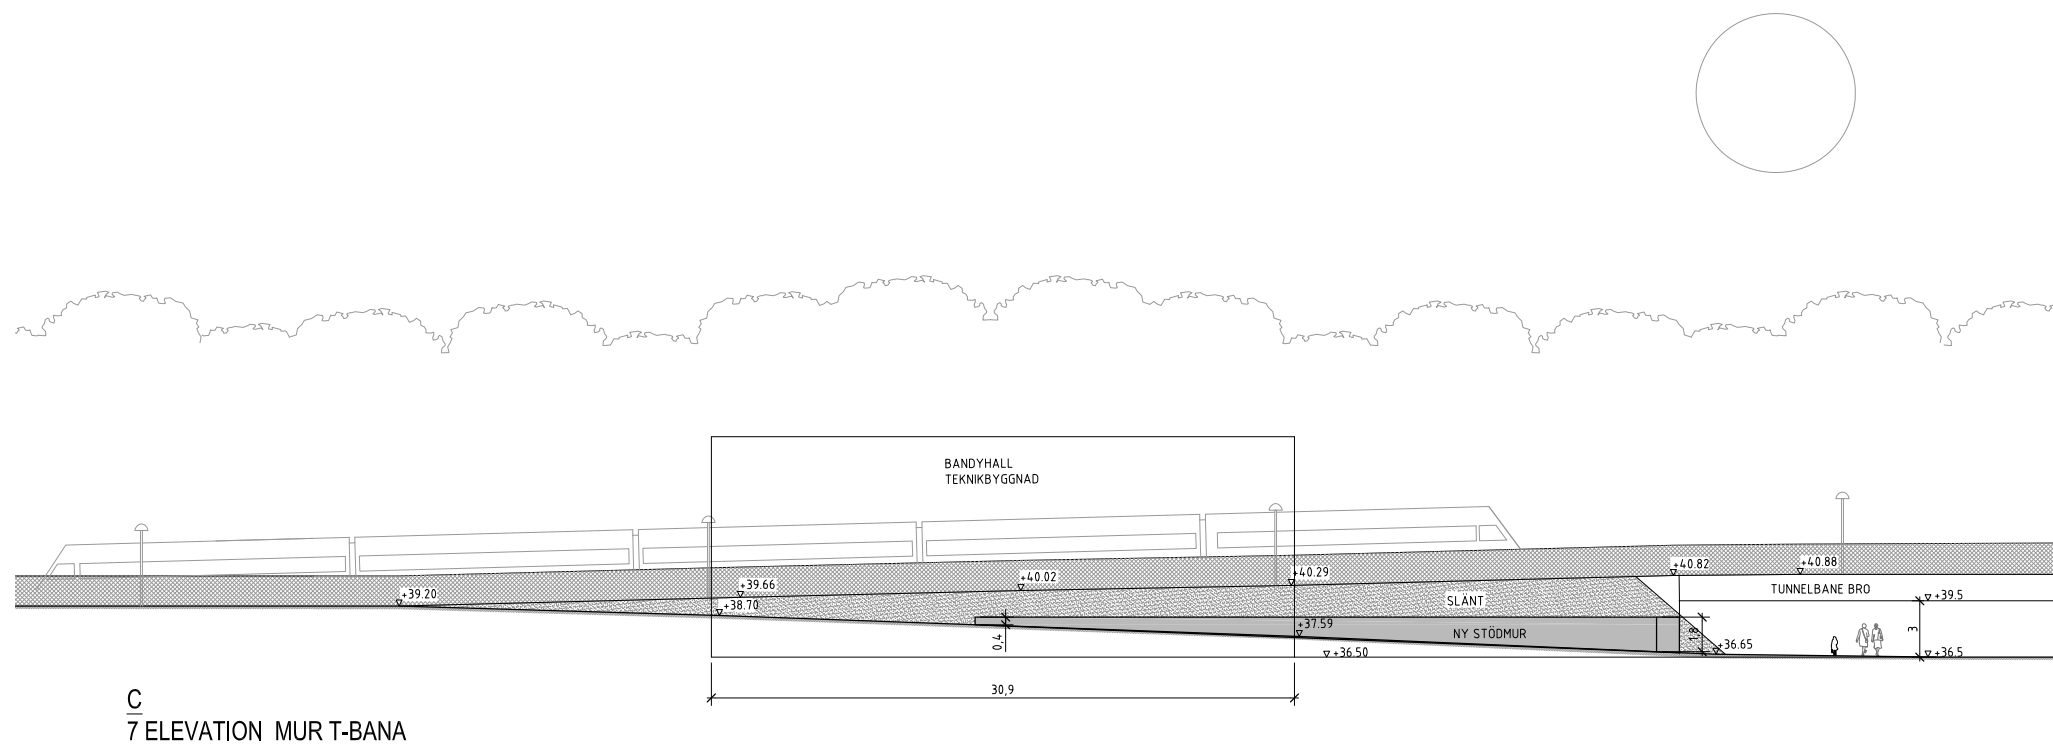 BANDYHALL
TEKNIKBYGGNAD
+40.82
+40.88
+40.29
+40.02
+39.66
+39.20
+38.70
TUNNELBANE BRO
+39.5
SLÄNT
+37.59
NY STÖDMUR
0,4
1,8
3
+36.65
+36.50
+36.5
30,9
C
7 ELEVATION MUR T-BANA